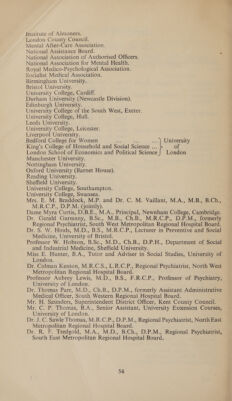 Institute of Almoners.
London County Council.
Mental After-Care Association.
National Assistance Board.
National Association of Authorised Officers.
National Association for Mental Health.
Royal Medico-Psychological Association.
Socialist Medical Association.
Birmingham University.
Bristol University.
University College, Cardiff.
Durham University (Newcastle Division).
Edinburgh University.
University College of the South West, Exeter.
University College, Hull.
Leeds University.
University College, Leicester.
Liverpool University.
Bedford College for Women
King's College of Household and Social Science ...
London School of Economics and Political Science
University of London
Manchester University.
Nottingham University.
Oxford University (Barnet House).
Reading University.
Sheffield University.
University College, Southampton.
University College, Swansea.
Mrs. E. M. Braddock, M.P. and Dr. C. M. Vaillant, M.A., M.B., B.Ch.,
M.R.C.P., D.P.M. (jointly).
Dame Myra Curtis, D.B.E., M.A., Principal, Newnham College, Cambridge.
Dr. Gerald Garmany, B.Sc., M.B., Ch.B., M.R.C.P., D.P.M., formerly
Regional Psychiatrist, South West Metropolitan Regional Hospital Board.
Dr. S. W. Hinds, M.D., B.S., M.R.C.P., Lecturer in Preventive and Social
Medicine, University of Bristol.
Professor W. Hobson, B.Sc., M.D., Ch.B., D.P.H., Department of Social
and Industrial Medicine, Sheffield University.
Miss E. Hunter, B.A., Tutor and Adviser in Social Studies, University of
London.
Dr. Colman Kenton, M.R.C.S., L.R.C.P., Regional Psychiatrist, North West
Metropolitan Regional Hospital Board.
Professor Aubrey Lewis, M.D., B.S., F.R.C.P., Professor of Psychiatry,
University of London.
Dr. Thomas Parr, M.D., Ch.B., D.P.M., formerly Assistant Administrative
Medical Officer, South Western Regional Hospital Board.
Mr. H. Saunders, Superintendent District Officer, Kent County Council.
Mr. C. P. Thomas, B.A., Senior Assistant, University Extension Courses,
University of London.
Dr. J. C. Sawle Thomas, M.R.C.P., D.P.M., Regional Psychiatrist, North East
Metropolitan Regional Hospital Board.
Dr. R. F. Tredgold, M.A., M.D., B.Ch., D.P.M., Regional Psychiatrist,
South East Metropolitan Regional Hospital Board.